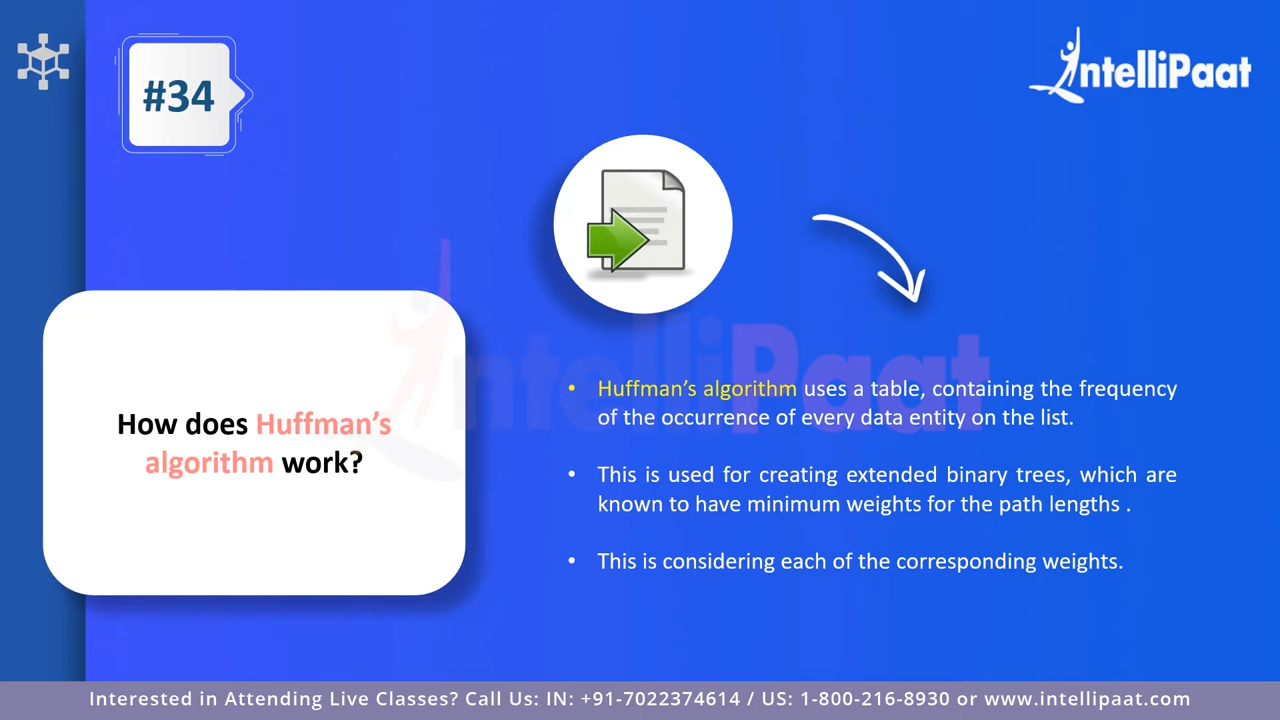 #34
IntelliPaat
IntelliPaat
How does Huffman’s
algorithm work?
• Huffman’s algorithm uses a table, containing the frequency
of the occurrence of every data entity on the list.
• This is used for creating extended binary trees, which are
known to have minimum weights for the path lengths .
• This is considering each of the corresponding weights.
Interested in Attending Live Classes? Call Us: IN: +91-7022374614 / US: 1-800-216-8930 or www.intellipaat.com